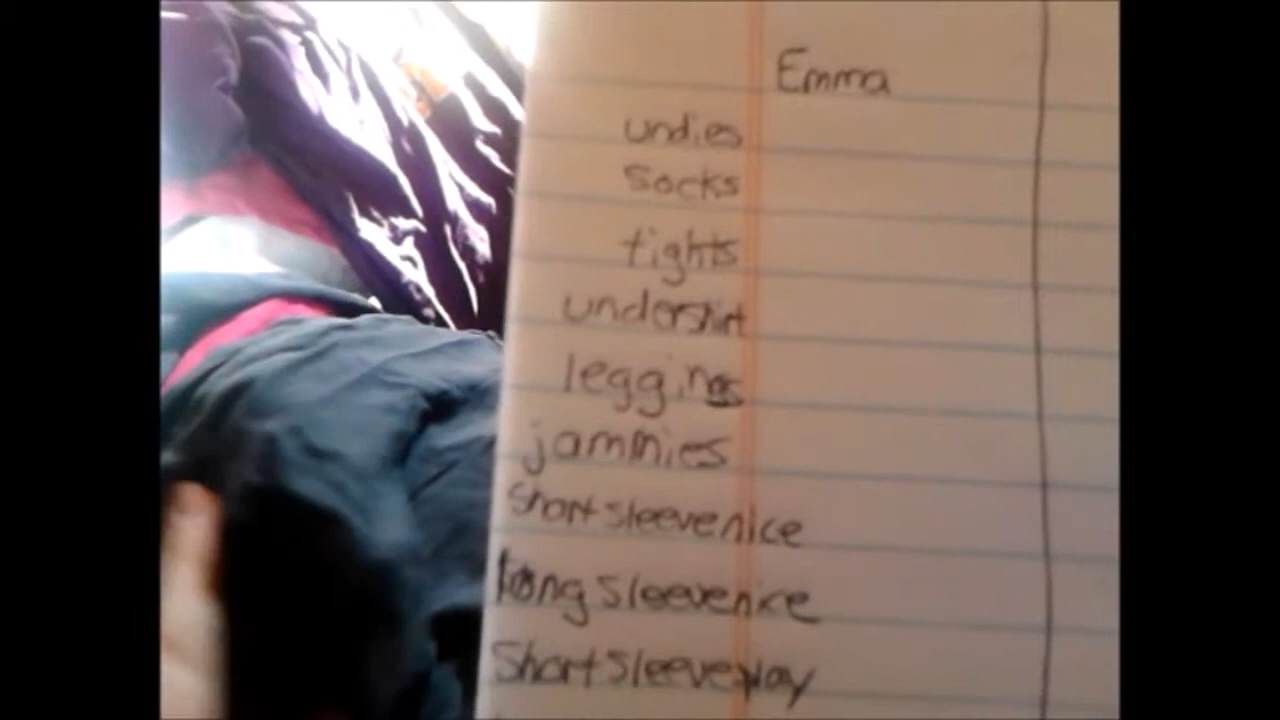 Emma
undies
socks
tights
undershirt
leggings
jammies
Short sleeve nice
long sleeve nice
Short sleeve play